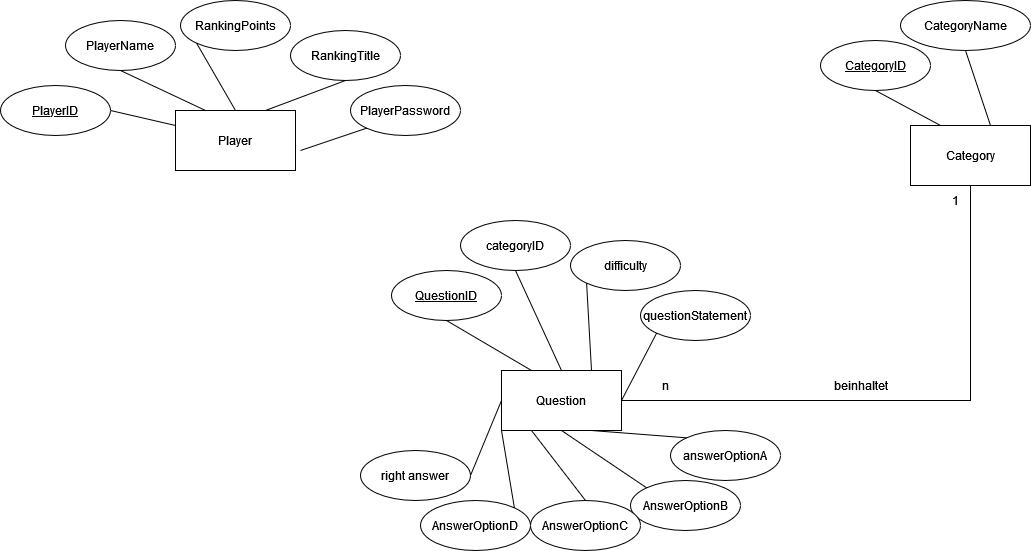 RankingPoints
CategoryName
PlayerName
RankingTitle
CategoryID
PlayerID
PlayerPassword
Player
Category
1
categoryID
difficulty
QuestionID
questionStatement
n
beinhaltet
Question
answerOptionA
right answer
AnswerOptionB
AnswerOptionD
AnswerOptionC